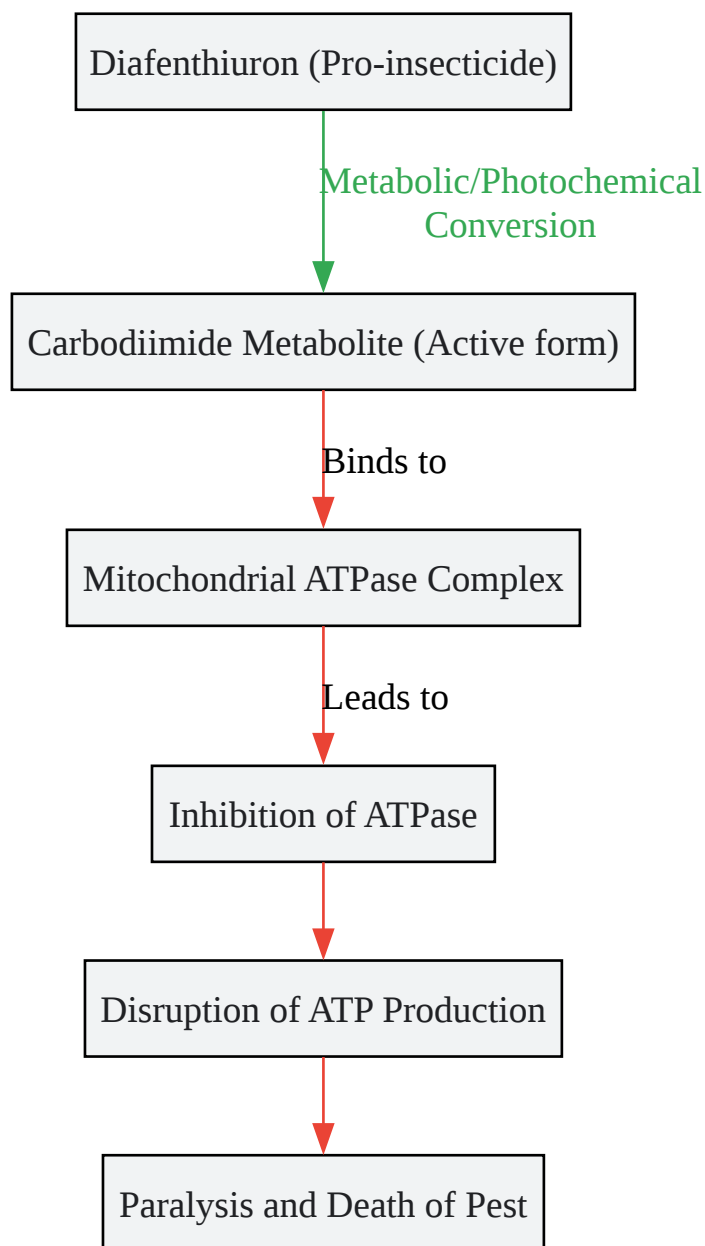 Diafenthiuron (Pro-insecticide)
Metabolic/Photochemical
Conversion
Carbodiimide Metabolite (Active form)
Binds to
Mitochondrial ATPase Complex
Leads to
Inhibition of ATPase
Disruption of ATP Production
Paralysis and Death of Pest